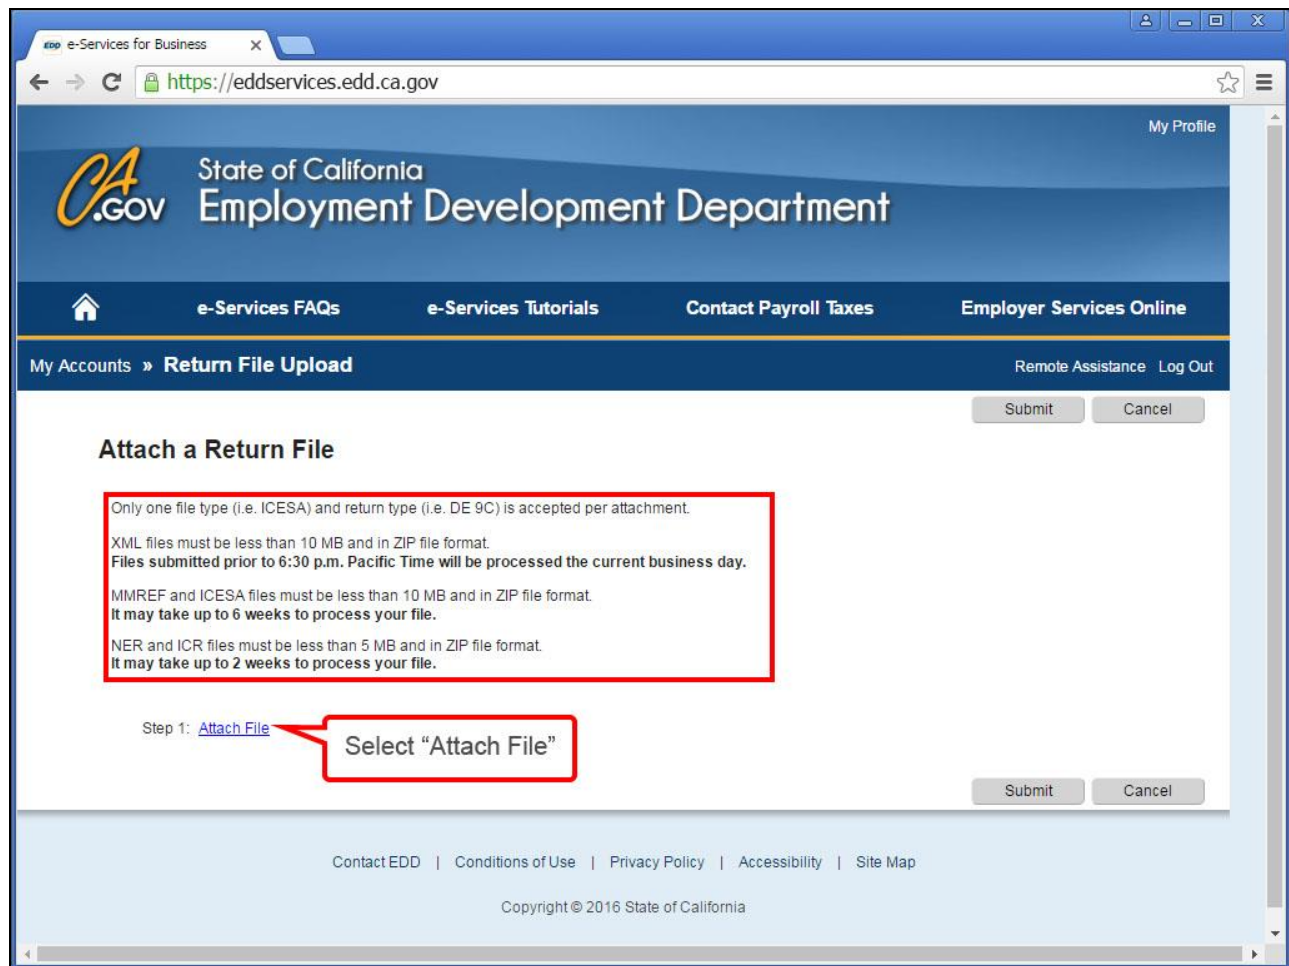 EDD e-Services for Business
https://eddservices.edd.ca.gov
My Profile
CA.GOV
State of California
Employment Development Department
e-Services FAQs e-Services Tutorials Contact Payroll Taxes Employer Services Online
My Accounts » Return File Upload Remote Assistance Log Out
Submit Cancel
Attach a Return File
Only one file type (i.e. ICESA) and return type (i.e. DE 9C) is accepted per attachment.
XML files must be less than 10 MB and in ZIP file format.
Files submitted prior to 6:30 p.m. Pacific Time will be processed the current business day.
MMREF and ICESA files must be less than 10 MB and in ZIP file format.
It may take up to 6 weeks to process your file.
NER and ICR files must be less than 5 MB and in ZIP file format.
It may take up to 2 weeks to process your file.
Step 1: Attach File
Select “Attach File”
Submit Cancel
Contact EDD | Conditions of Use | Privacy Policy | Accessibility | Site Map
Copyright © 2016 State of California